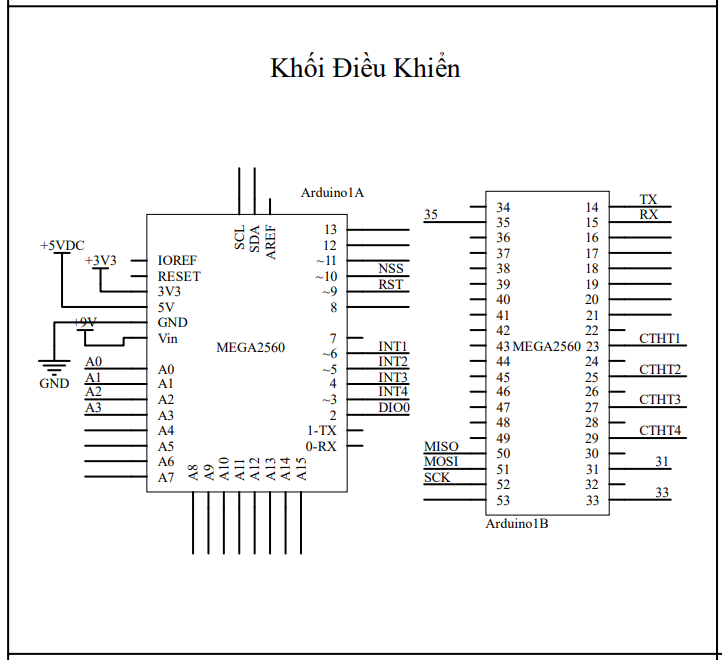 Khối Điều Khiển
Arduino1A
SCL
SDA
AREF
+5VDC
+3V3
+9V
GND
IOREF
RESET
3V3
5V
GND
Vin
A0 A0
A1 A1
A2 A2
A3 A3
A4
A5
A6
A7
MEGA2560
13
12
~11
~10 NSS
~9 RST
8
7
~6 INT1
~5 INT2
4 INT3
~3 INT4
2 DIO0
1-TX
0-RX
A8
A9
A10
A11
A12
A13
A14
A15
34
35 35
36
37
38
39
40
41
42
43
44
45
46
47
48
49
MISO 50
MOSI 51
SCK 52
53
MEGA2560
14 TX
15 RX
16
17
18
19
20
21
22
23 CTHT1
24
25 CTHT2
26
27 CTHT3
28
29 CTHT4
30
31 31
32
33 33
Arduino1B